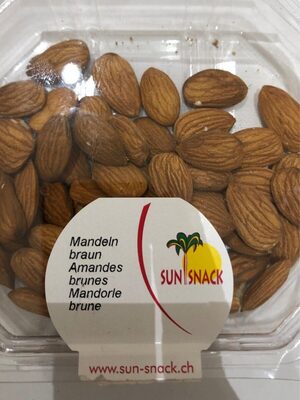 Mandeln
braun
Amandes
brunes
Mandorle
brune
SUN SNACK
www.sun-snack.ch